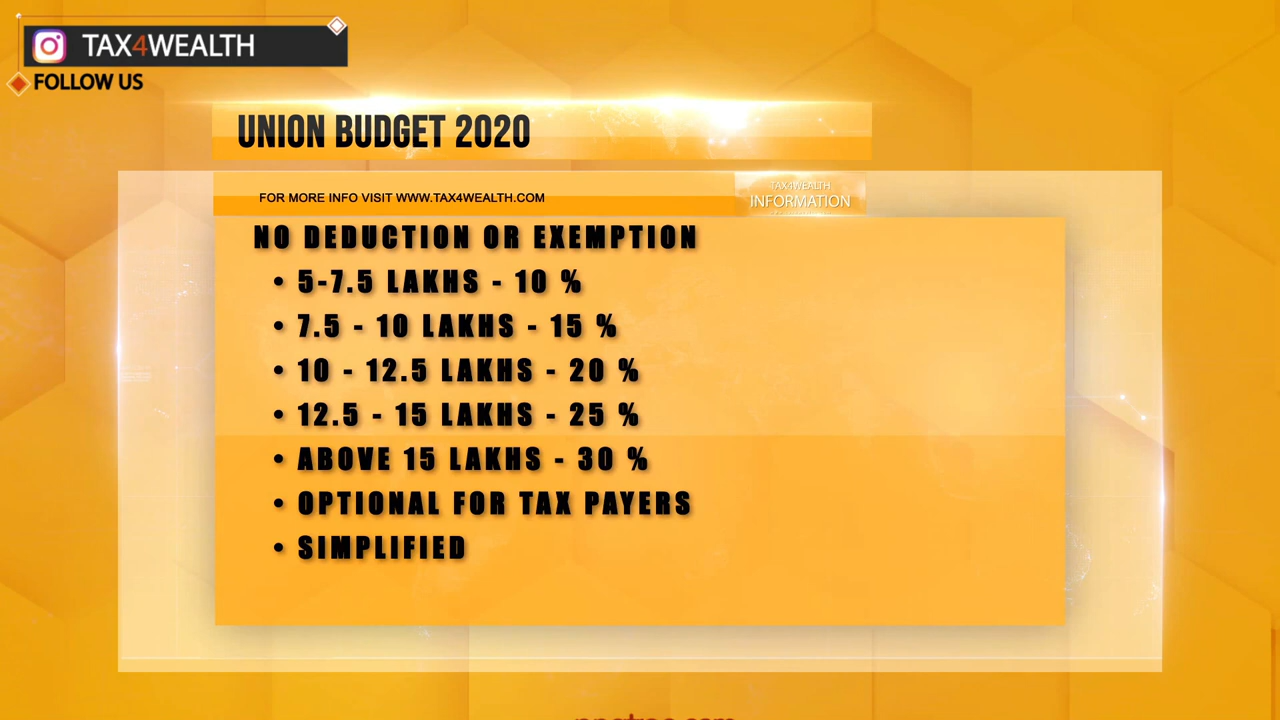 TAX4WEALTH
FOLLOW US
UNION BUDGET 2020
FOR MORE INFO VISIT WWW.TAX4WEALTH.COM
TAX4WEALTH
INFORMATION
NO DEDUCTION OR EXEMPTION
• 5-7.5 LAKHS - 10 %
• 7.5 - 10 LAKHS - 15 %
• 10 - 12.5 LAKHS - 20 %
• 12.5 - 15 LAKHS - 25 %
• ABOVE 15 LAKHS - 30 %
• OPTIONAL FOR TAX PAYERS
• SIMPLIFIED